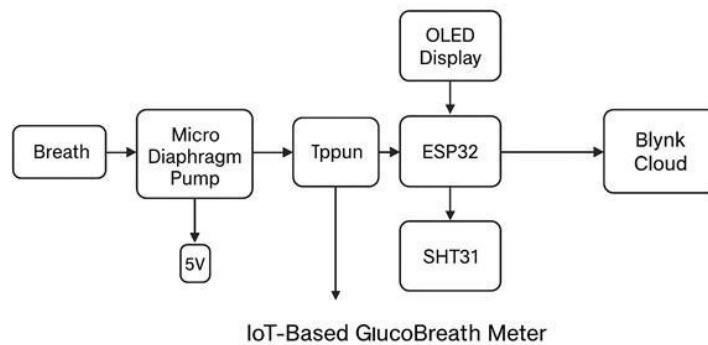 OLED
Display
Breath
Micro
Diaphragm
Pump
Tppun
ESP32
Blynk
Cloud
5V
SHT31
IoT-Based GlucoBreath Meter